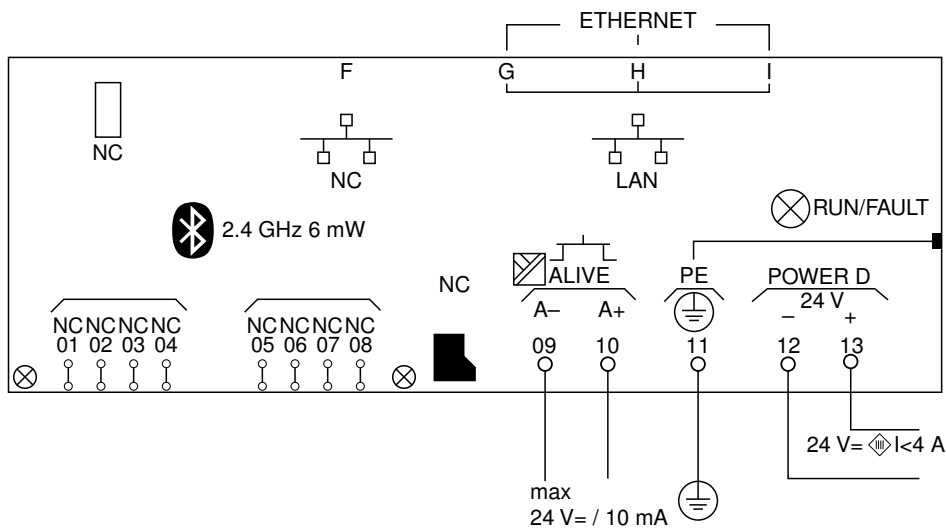 ETHERNET
F G H I
NC NC LAN
RUN/FAULT
2.4 GHz 6 mW
NC ALIVE PE POWER D
24 V
A– A+ – +
NC NC NC NC NC NC NC NC
01 02 03 04 05 06 07 08 09 10 11 12 13
24 V= I<4 A
max
24 V= / 10 mA